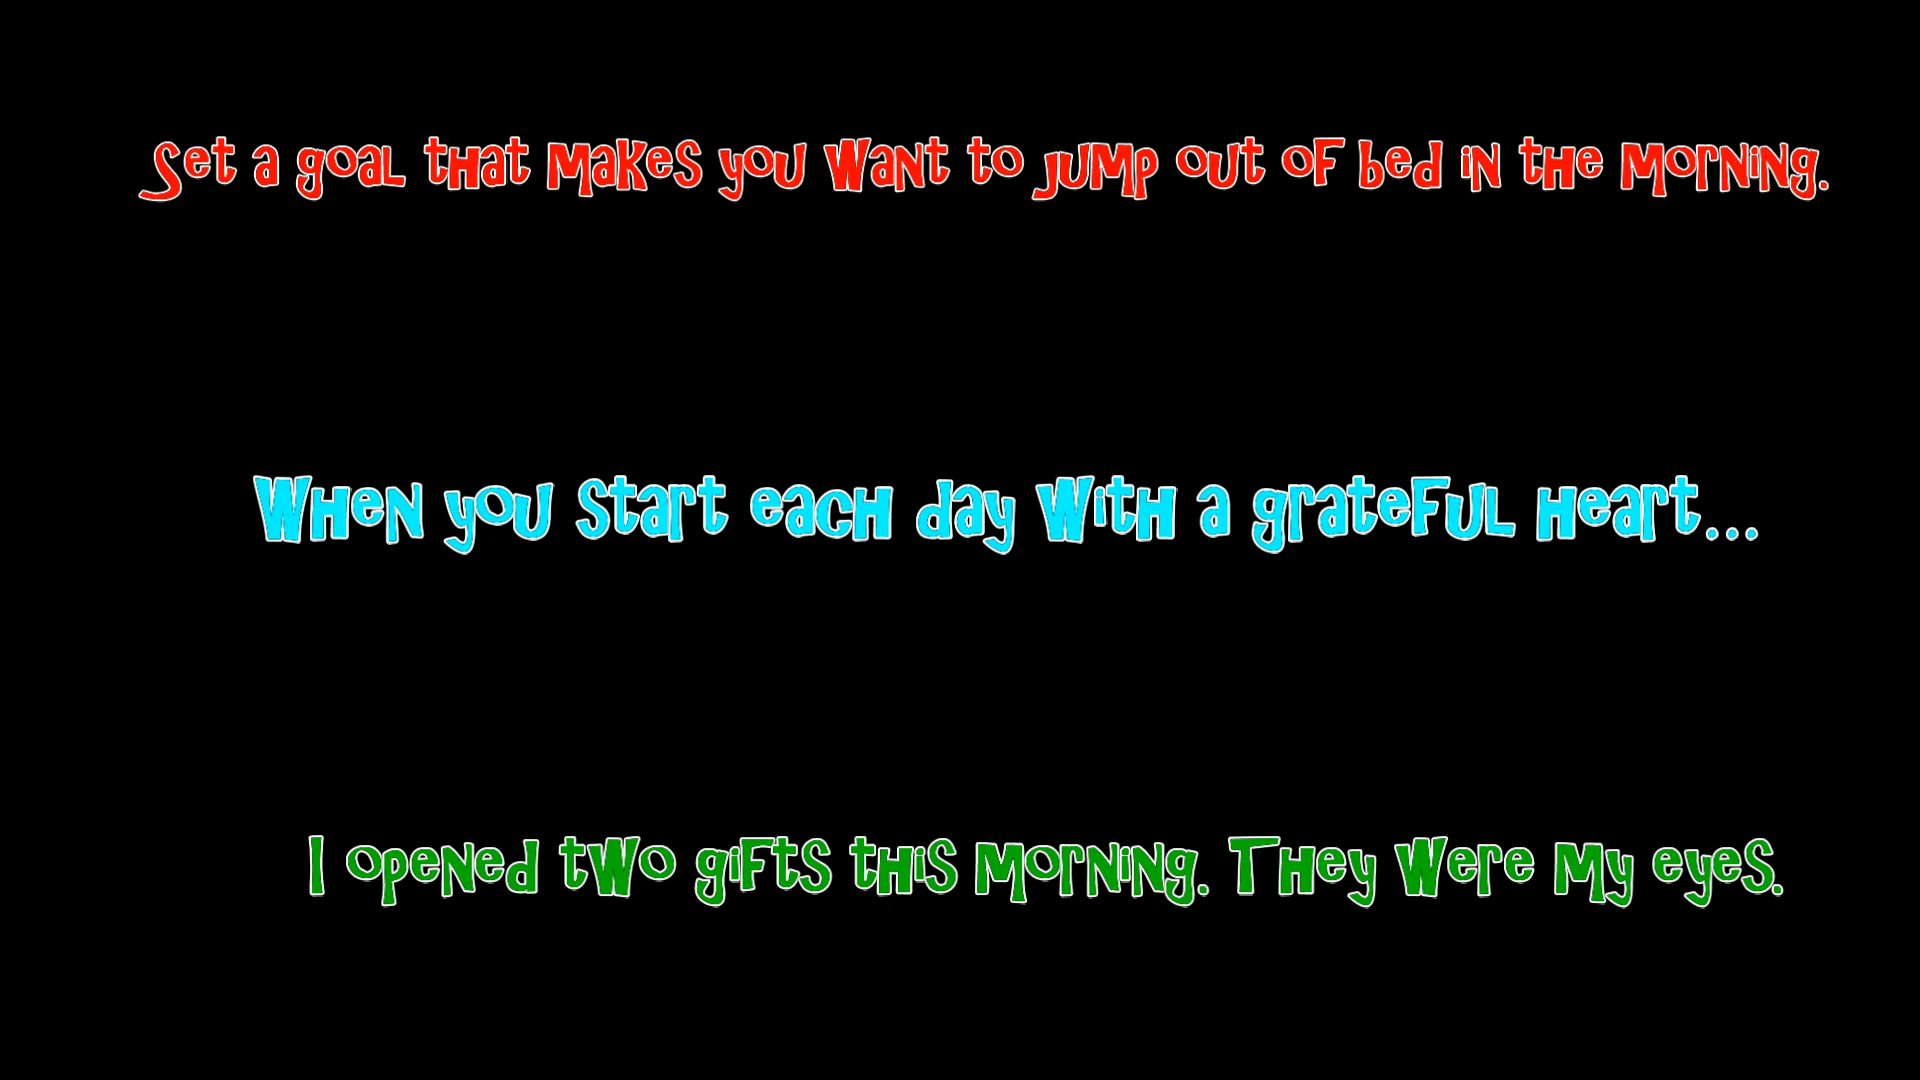 Set a goal that makes you want to jump out of bed in the morning.
When you start each day with a grateful heart...
I opened two gifts this morning. They were my eyes.